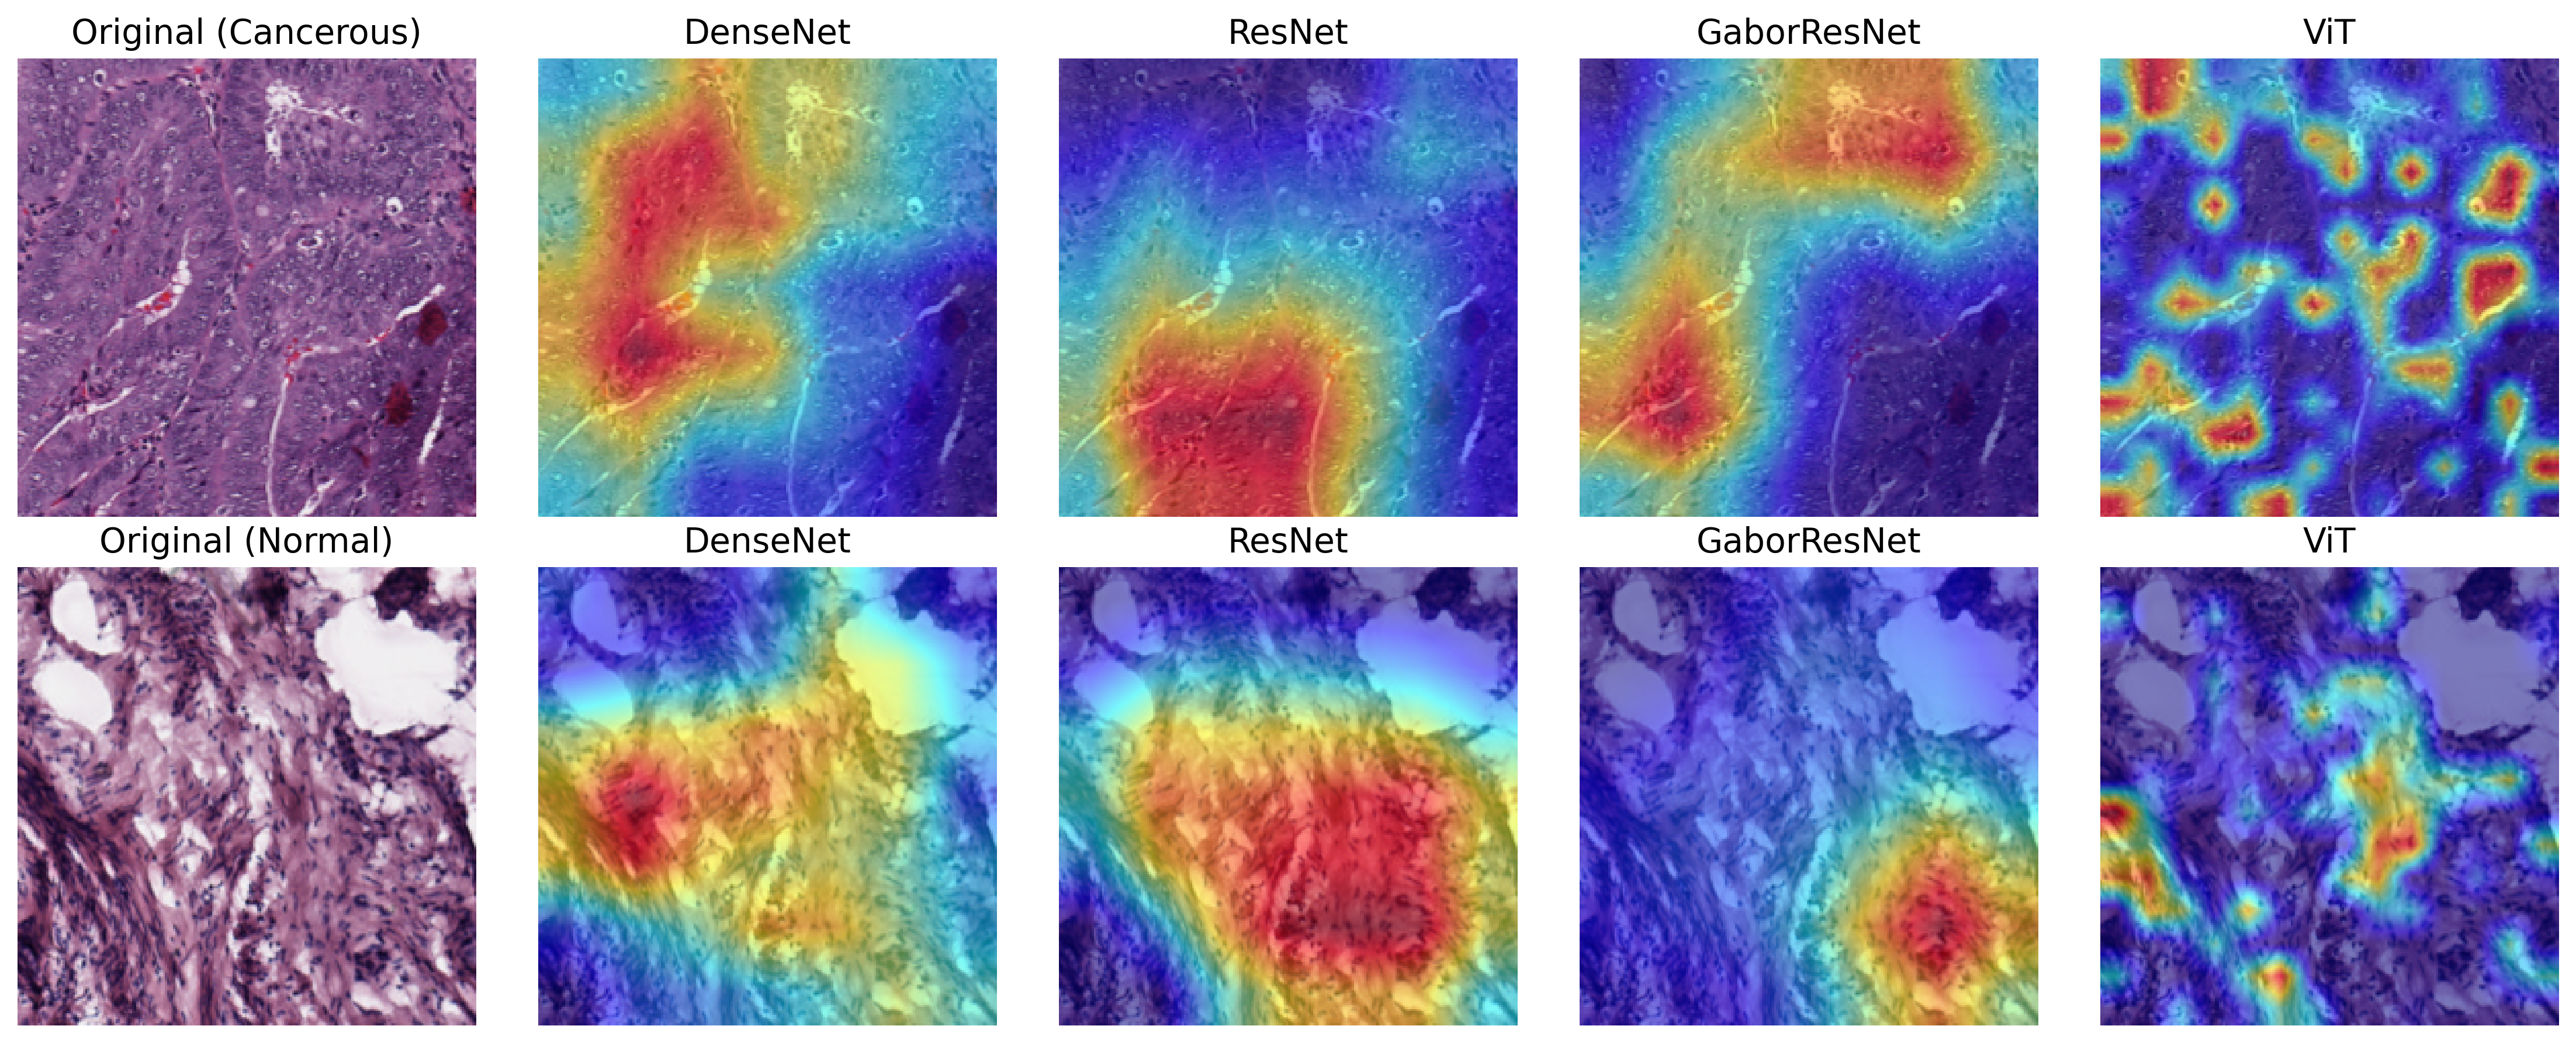 Original (Cancerous)
DenseNet
ResNet
GaborResNet
ViT
Original (Normal)
DenseNet
ResNet
GaborResNet
ViT